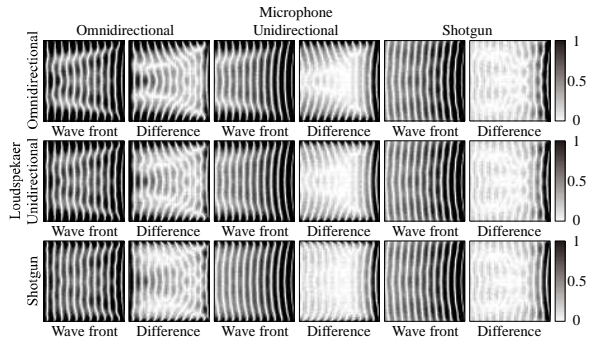 Microphone
Omnidirectional Unidirectional Shotgun
Loudspekaer
Omnidirectional
1
0.5
0
Wave front Difference Wave front Difference Wave front Difference
Unidirectional
1
0.5
0
Wave front Difference Wave front Difference Wave front Difference
Shotgun
1
0.5
0
Wave front Difference Wave front Difference Wave front Difference